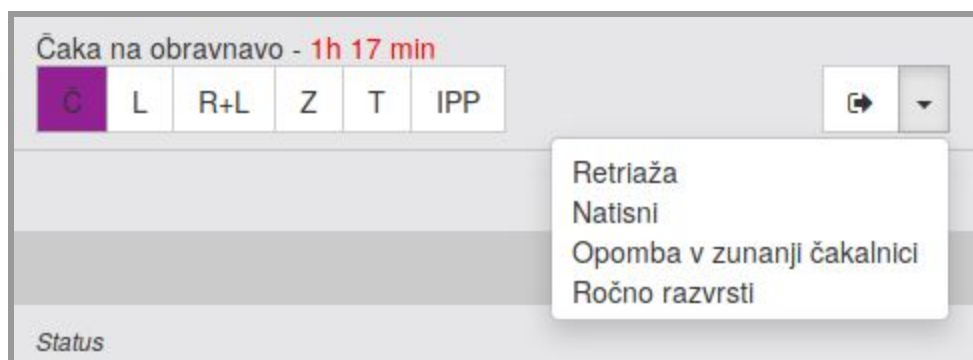 Čaka na obravnavo - 1h 17 min
Č L R+L Z T IPP
Retriaža
Natisni
Opomba v zunanji čakalnici
Ročno razvrsti
Status